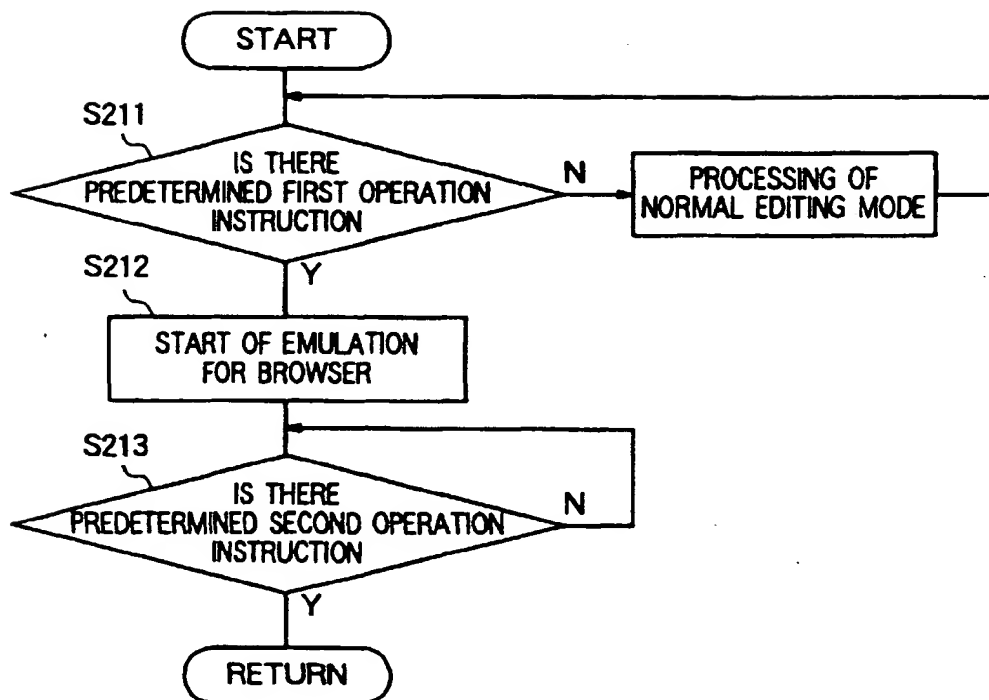 START
S211
IS THERE
PREDETERMINED FIRST OPERATION
INSTRUCTION
N
PROCESSING OF
NORMAL EDITING MODE
Y
S212
START OF EMULATION
FOR BROWSER
S213
IS THERE
PREDETERMINED SECOND OPERATION
INSTRUCTION
N
Y
RETURN